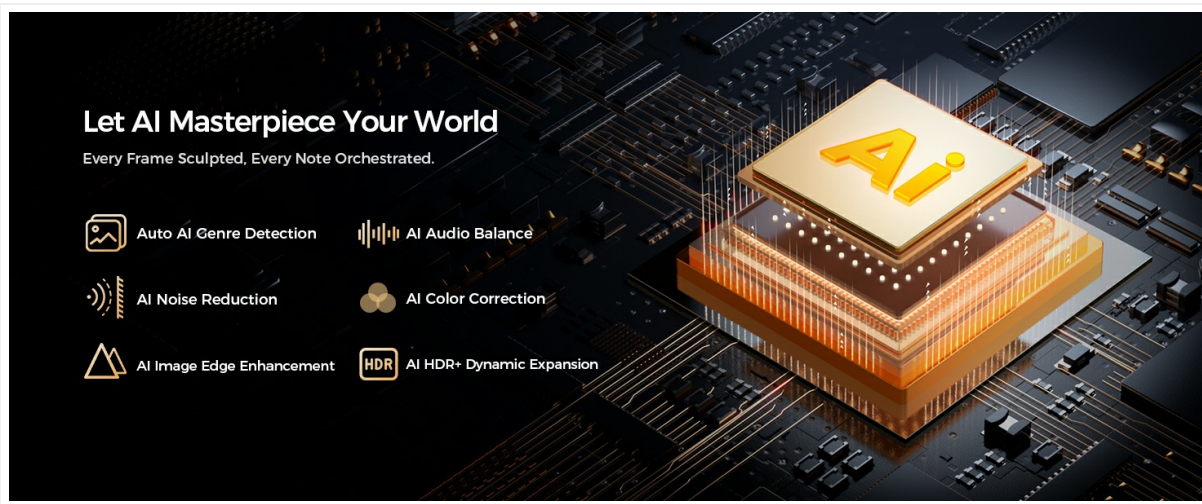 Let AI Masterpiece Your World
Every Frame Sculpted, Every Note Orchestrated.
Auto AI Genre Detection
AI Audio Balance
AI Noise Reduction
AI Color Correction
AI Image Edge Enhancement
HDR
AI HDR+ Dynamic Expansion
Ai